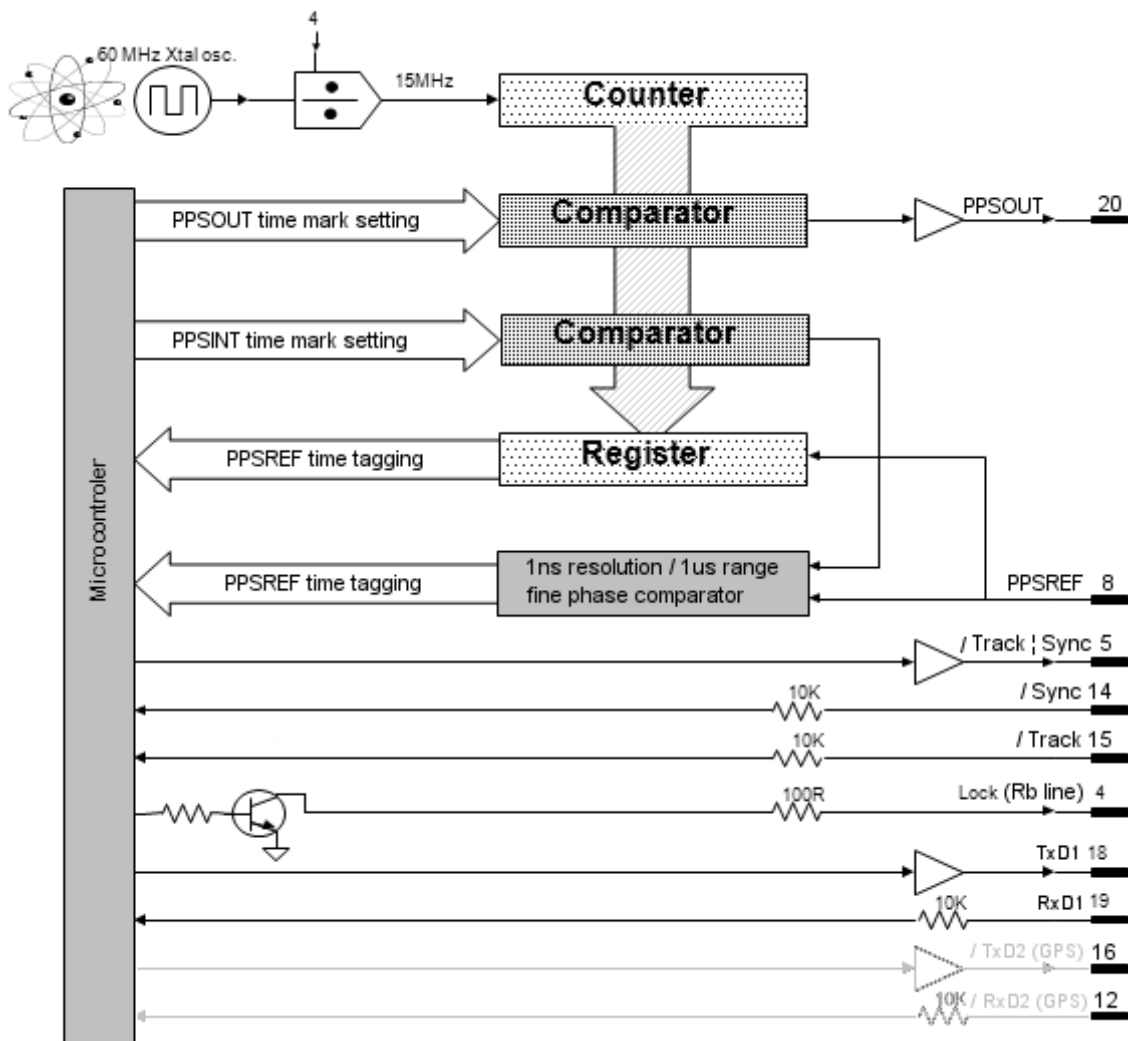 4
60 MHz Xtal osc.
15MHz
Counter
PPSOUT time mark setting
Comparator
PPSOUT
20
PPSINT time mark setting
Comparator
PPSREF time tagging
Register
Microcontroler
PPSREF time tagging
1ns resolution / 1us range
fine phase comparator
PPSREF
8
/ Track ¦ Sync 5
10K
/ Sync 14
10K
/ Track 15
100R
Lock (Rb line) 4
TxD1 18
10K
RxD1 19
/ TxD2 (GPS) 16
10K
/ RxD2 (GPS) 12